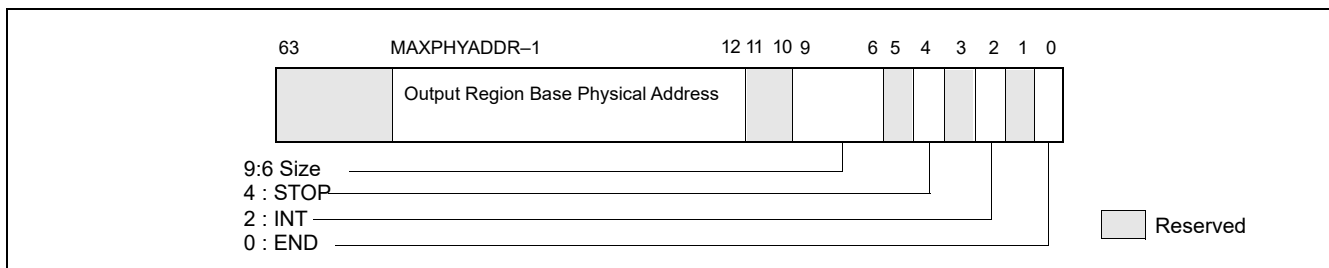 63 MAXPHYADDR–1 12 11 10 9 6 5 4 3 2 1 0
Output Region Base Physical Address
9:6 Size
4 : STOP
2 : INT
0 : END
Reserved